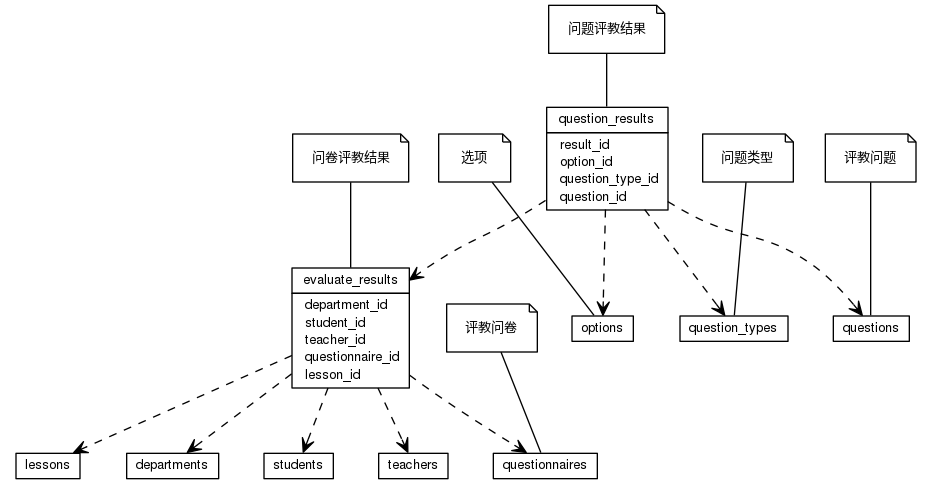 问题评教结果
question_results
result_id
option_id
question_type_id
question_id
问卷评教结果
选项
问题类型
评教问题
evaluate_results
department_id
student_id
teacher_id
questionnaire_id
lesson_id
评教问卷
options
question_types
questions
lessons
departments
students
teachers
questionnaires